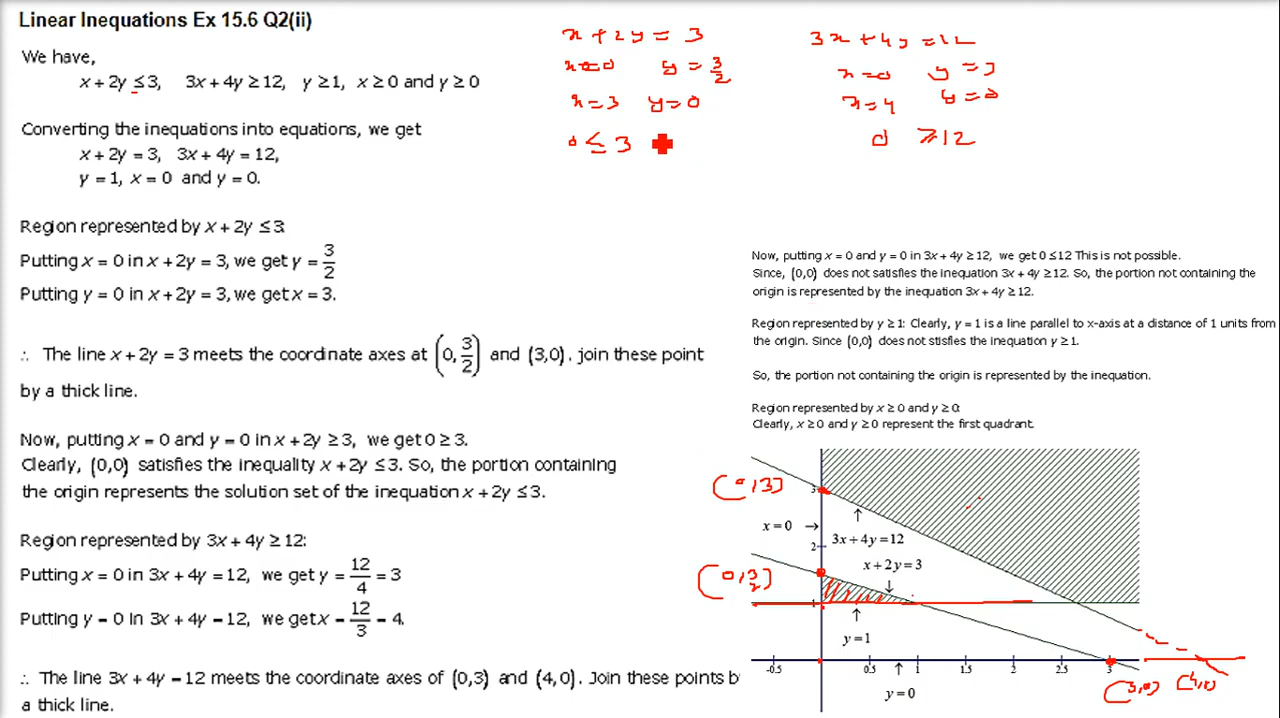 Linear Inequations Ex 15.6 Q2(ii)
We have,
x + 2y ≤ 3, 3x + 4y ≥ 12, y ≥ 1, x ≥ 0 and y ≥ 0
Converting the inequations into equations, we get
x + 2y = 3, 3x + 4y = 12,
y = 1, x = 0 and y = 0.
Region represented by x + 2y ≤ 3:
Putting x = 0 in x + 2y = 3, we get y = 3/2
Putting y = 0 in x + 2y = 3, we get x = 3.
∴ The line x + 2y = 3 meets the coordinate axes at (0, 3/2) and (3,0). join these point
by a thick line.
Now, putting x = 0 and y = 0 in x + 2y ≥ 3, we get 0 ≥ 3.
Clearly, (0,0) satisfies the inequality x + 2y ≤ 3. So, the portion containing
the origin represents the solution set of the inequation x + 2y ≤ 3.
Region represented by 3x + 4y ≥ 12:
Putting x = 0 in 3x + 4y = 12, we get y = 12/4 = 3
Putting y = 0 in 3x + 4y = 12, we get x = 12/3 = 4.
∴ The line 3x + 4y = 12 meets the coordinate axes of (0,3) and (4,0). Join these points b
a thick line.
x + 2y = 3
x = 0 y = 3/2
x = 3 y = 0
0 ≤ 3
3x + 4y = 12
x = 0 y = 3
x = 4 y = 0
0 ≥ 12
Now, putting x = 0 and y = 0 in 3x + 4y ≥ 12, we get 0 ≤ 12 This is not possible.
Since, (0,0) does not satisfies the inequation 3x + 4y ≥ 12. So, the portion not containing the
origin is represented by the inequation 3x + 4y ≥ 12.
Region represented by y ≥ 1: Clearly, y = 1 is a line parallel to x-axis at a distance of 1 units from
the origin. Since (0,0) does not stisfies the inequation y ≥ 1.
So, the portion not containing the origin is represented by the inequation.
Region represented by x ≥ 0 and y ≥ 0:
Clearly, x ≥ 0 and y ≥ 0 represent the first quadrant.
(0,3) 3
x = 0 → ↑
3x + 4y = 12
2
x + 2y = 3
(0, 3/2) ↓
1
↑
y = 1
-0.5 0.5 1 1.5 2 2.5 3
↑
y = 0
(3,0) (4,0)